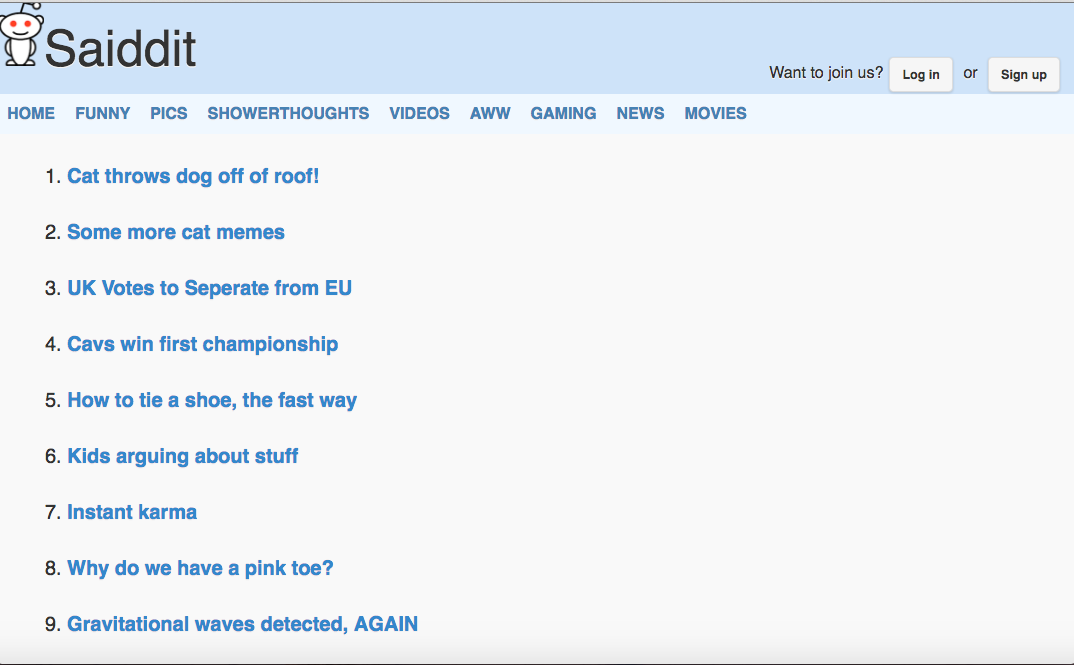 Saiddit
Want to join us? Log in or Sign up
HOME FUNNY PICS SHOWERTHOUGHTS VIDEOS AWW GAMING NEWS MOVIES
1. Cat throws dog off of roof!
2. Some more cat memes
3. UK Votes to Seperate from EU
4. Cavs win first championship
5. How to tie a shoe, the fast way
6. Kids arguing about stuff
7. Instant karma
8. Why do we have a pink toe?
9. Gravitational waves detected, AGAIN